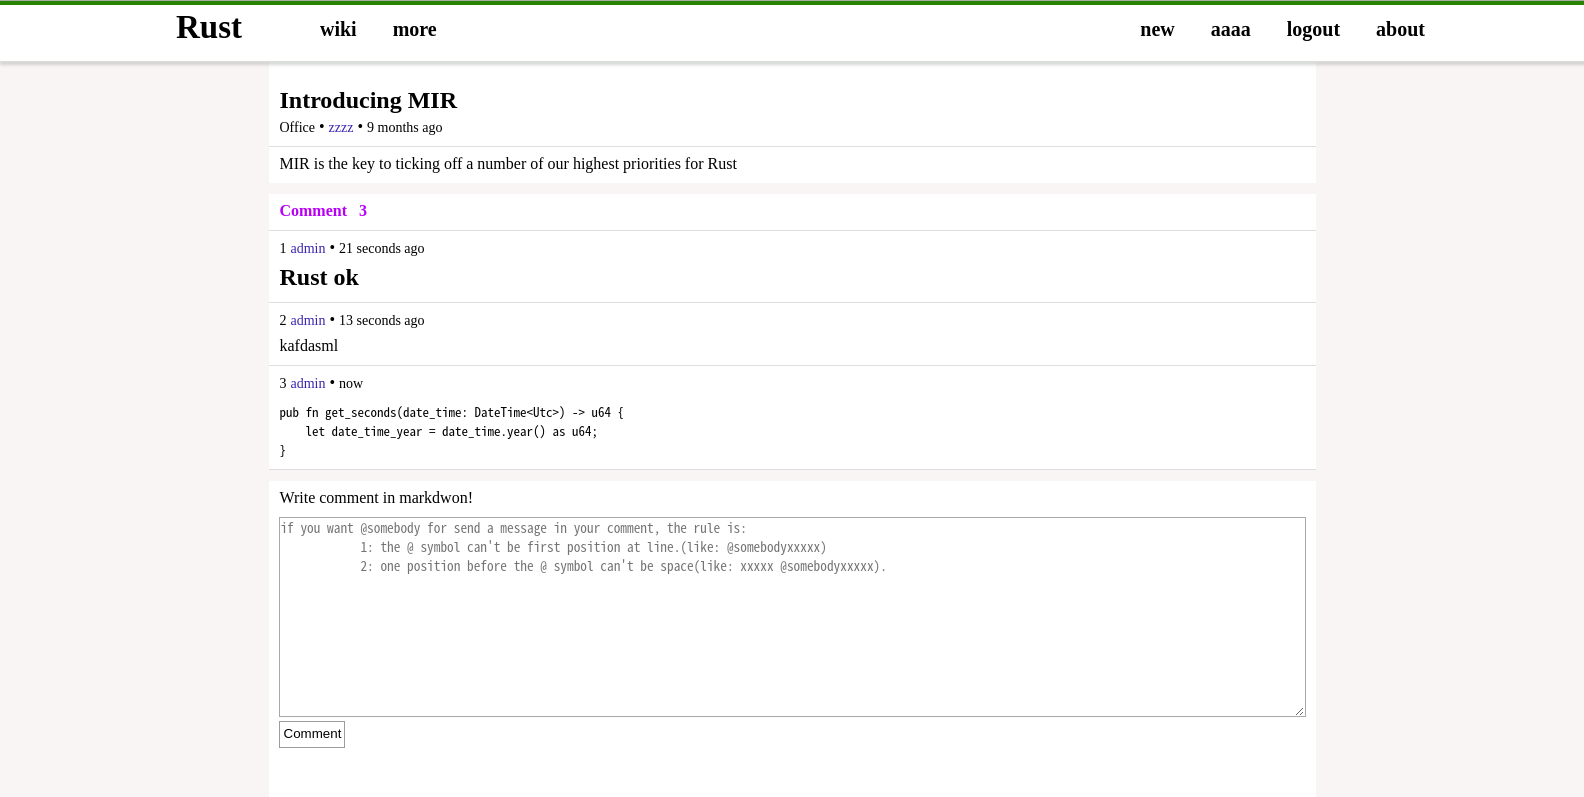 Rust wiki more new aaaa logout about
Introducing MIR
Office • zzzz • 9 months ago
MIR is the key to ticking off a number of our highest priorities for Rust
Comment 3
1 admin • 21 seconds ago
Rust ok
2 admin • 13 seconds ago
kafdasml
3 admin • now
pub fn get_seconds(date_time: DateTime<Utc>) -> u64 {
    let date_time_year = date_time.year() as u64;
}
Write comment in markdwon!
if you want @somebody for send a message in your comment, the rule is:
            1: the @ symbol can't be first position at line.(like: @somebodyxxxxx)
            2: one position before the @ symbol can't be space(like: xxxxx @somebodyxxxxx).
Comment